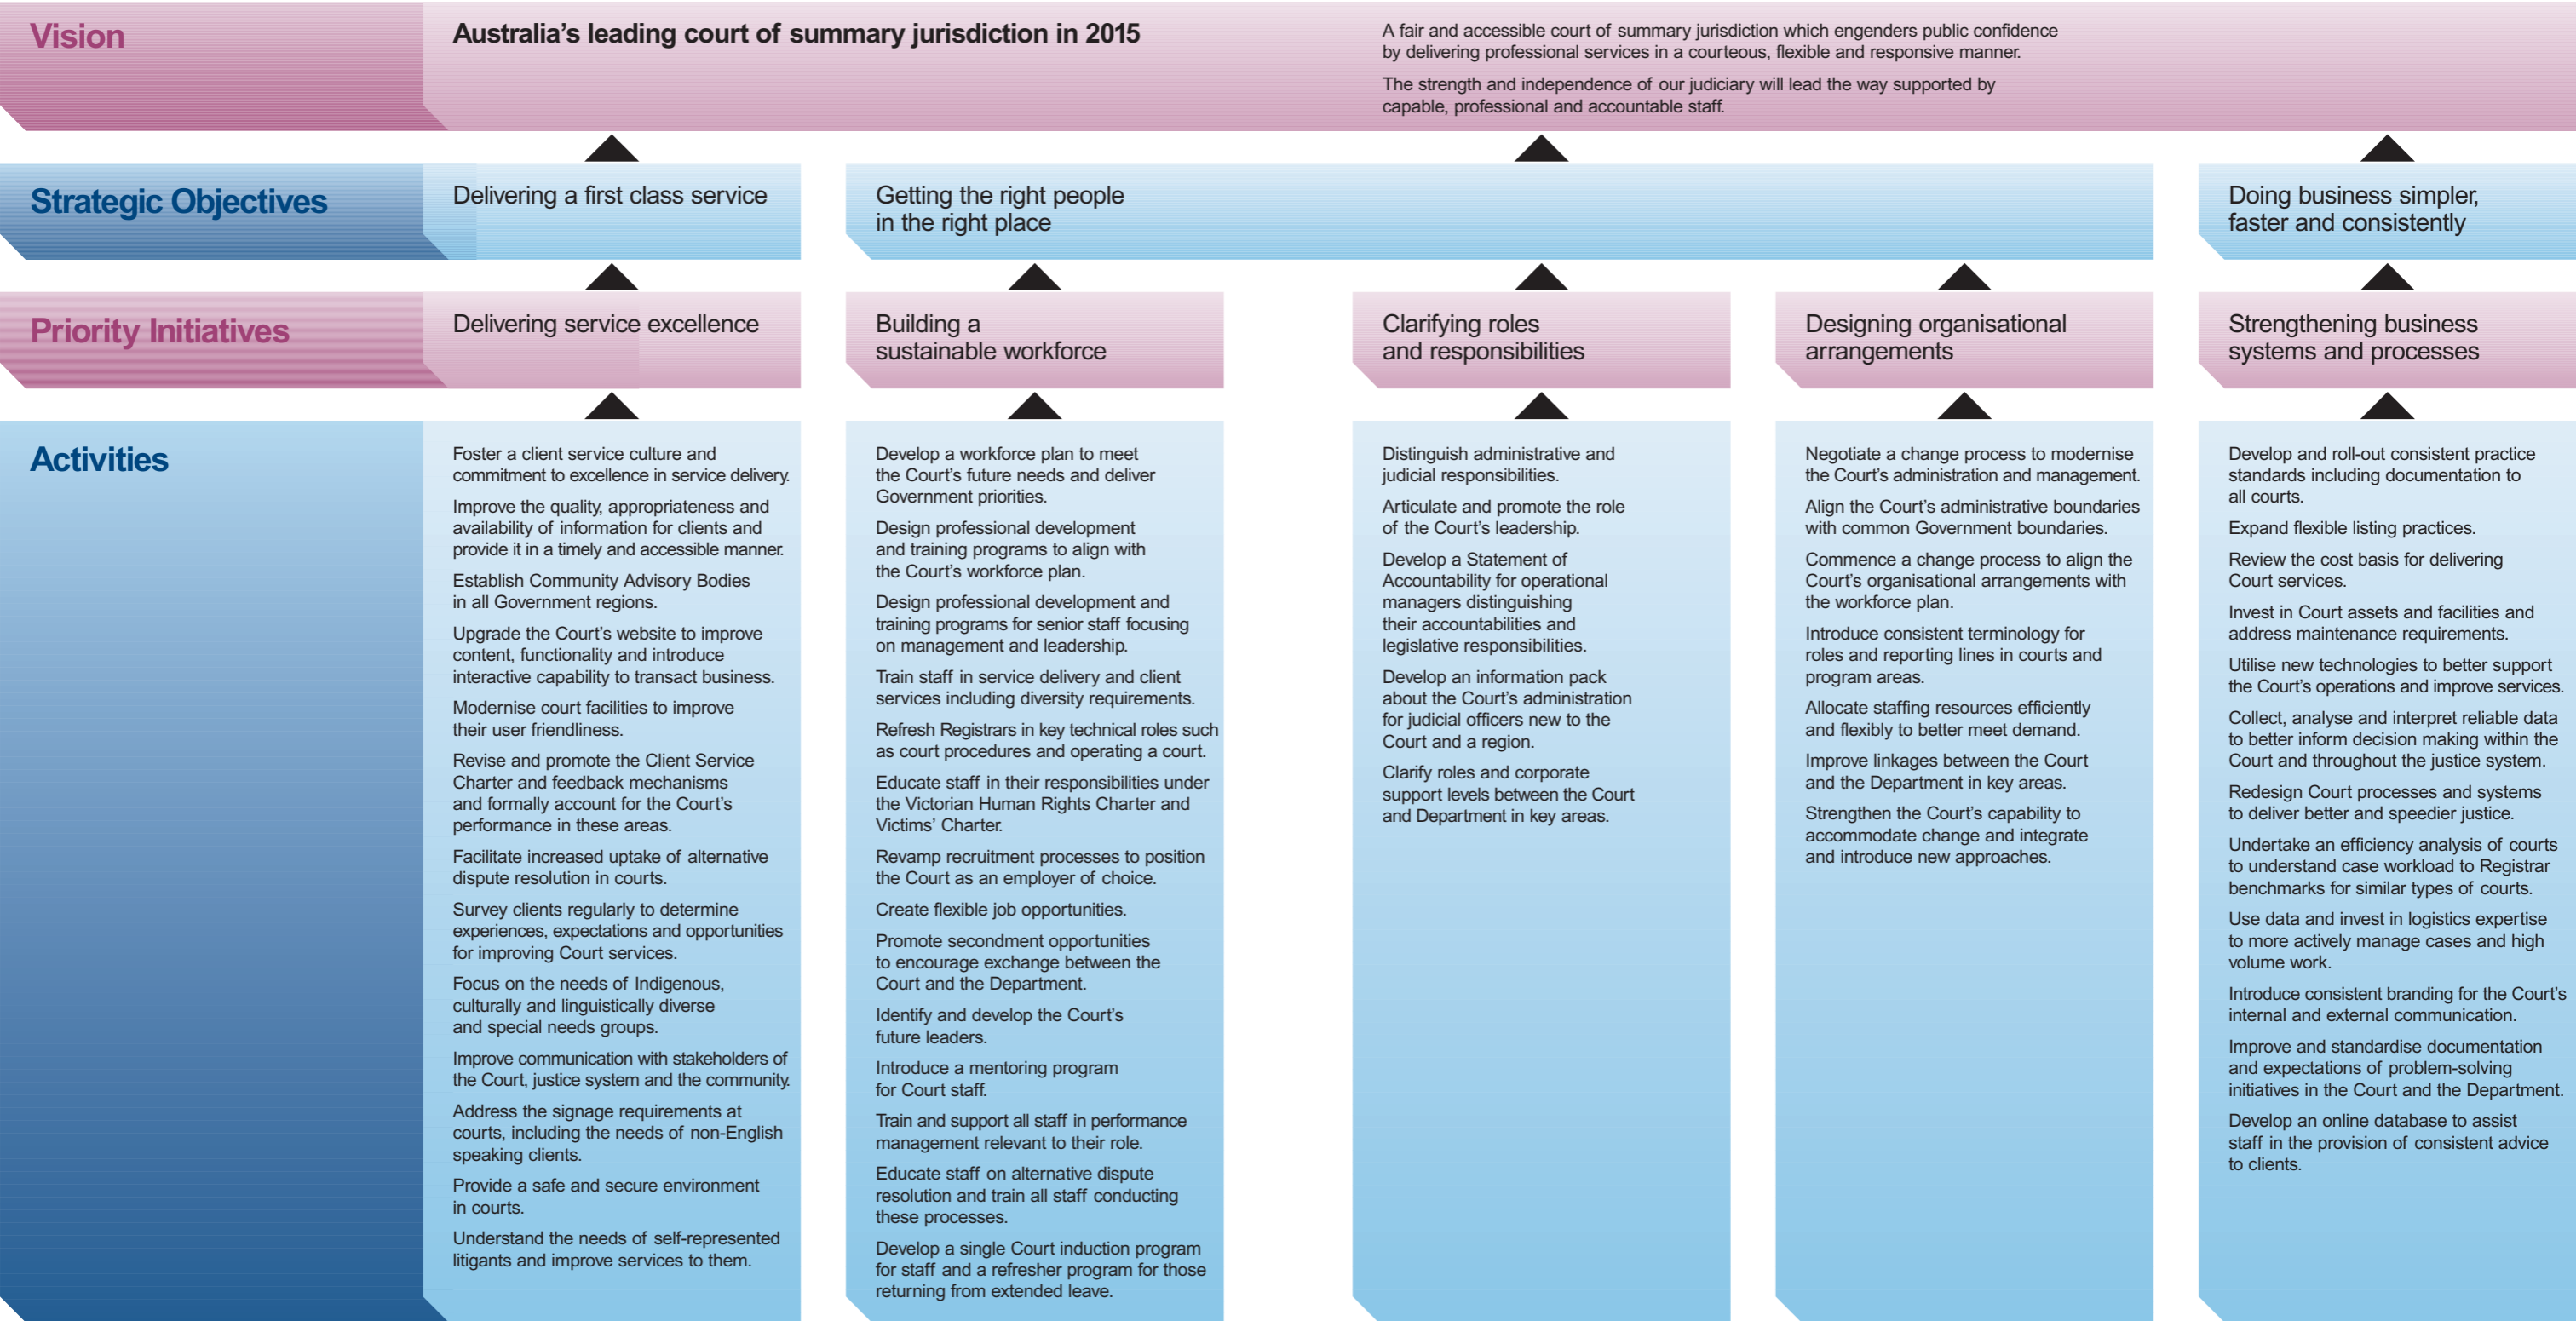 Vision
Australia's leading court of summary jurisdiction in 2015
A fair and accessible court of summary jurisdiction which engenders public confidence
by delivering professional services in a courteous, flexible and responsive manner.
The strength and independence of our judiciary will lead the way supported by
capable, professional and accountable staff.
Strategic Objectives
Delivering a first class service
Getting the right people
in the right place
Doing business simpler,
faster and consistently
Priority Initiatives
Delivering service excellence
Building a
sustainable workforce
Clarifying roles
and responsibilities
Designing organisational
arrangements
Strengthening business
systems and processes
Activities
Foster a client service culture and
commitment to excellence in service delivery.
Improve the quality, appropriateness and
availability of information for clients and
provide it in a timely and accessible manner.
Establish Community Advisory Bodies
in all Government regions.
Upgrade the Court's website to improve
content, functionality and introduce
interactive capability to transact business.
Modernise court facilities to improve
their user friendliness.
Revise and promote the Client Service
Charter and feedback mechanisms
and formally account for the Court's
performance in these areas.
Facilitate increased uptake of alternative
dispute resolution in courts.
Survey clients regularly to determine
experiences, expectations and opportunities
for improving Court services.
Focus on the needs of Indigenous,
culturally and linguistically diverse
and special needs groups.
Improve communication with stakeholders of
the Court, justice system and the community.
Address the signage requirements at
courts, including the needs of non-English
speaking clients.
Provide a safe and secure environment
in courts.
Understand the needs of self-represented
litigants and improve services to them.
Develop a workforce plan to meet
the Court's future needs and deliver
Government priorities.
Design professional development
and training programs to align with
the Court's workforce plan.
Design professional development and
training programs for senior staff focusing
on management and leadership.
Train staff in service delivery and client
services including diversity requirements.
Refresh Registrars in key technical roles such
as court procedures and operating a court.
Educate staff in their responsibilities under
the Victorian Human Rights Charter and
Victims' Charter.
Revamp recruitment processes to position
the Court as an employer of choice.
Create flexible job opportunities.
Promote secondment opportunities
to encourage exchange between the
Court and the Department.
Identify and develop the Court's
future leaders.
Introduce a mentoring program
for Court staff.
Train and support all staff in performance
management relevant to their role.
Educate staff on alternative dispute
resolution and train all staff conducting
these processes.
Develop a single Court induction program
for staff and a refresher program for those
returning from extended leave.
Distinguish administrative and
judicial responsibilities.
Articulate and promote the role
of the Court's leadership.
Develop a Statement of
Accountability for operational
managers distinguishing
their accountabilities and
legislative responsibilities.
Develop an information pack
about the Court's administration
for judicial officers new to the
Court and a region.
Clarify roles and corporate
support levels between the Court
and Department in key areas.
Negotiate a change process to modernise
the Court's administration and management.
Align the Court's administrative boundaries
with common Government boundaries.
Commence a change process to align the
Court's organisational arrangements with
the workforce plan.
Introduce consistent terminology for
roles and reporting lines in courts and
program areas.
Allocate staffing resources efficiently
and flexibly to better meet demand.
Improve linkages between the Court
and the Department in key areas.
Strengthen the Court's capability to
accommodate change and integrate
and introduce new approaches.
Develop and roll-out consistent practice
standards including documentation to
all courts.
Expand flexible listing practices.
Review the cost basis for delivering
Court services.
Invest in Court assets and facilities and
address maintenance requirements.
Utilise new technologies to better support
the Court's operations and improve services.
Collect, analyse and interpret reliable data
to better inform decision making within the
Court and throughout the justice system.
Redesign Court processes and systems
to deliver better and speedier justice.
Undertake an efficiency analysis of courts
to understand case workload to Registrar
benchmarks for similar types of courts.
Use data and invest in logistics expertise
to more actively manage cases and high
volume work.
Introduce consistent branding for the Court's
internal and external communication.
Improve and standardise documentation
and expectations of problem-solving
initiatives in the Court and the Department.
Develop an online database to assist
staff in the provision of consistent advice
to clients.